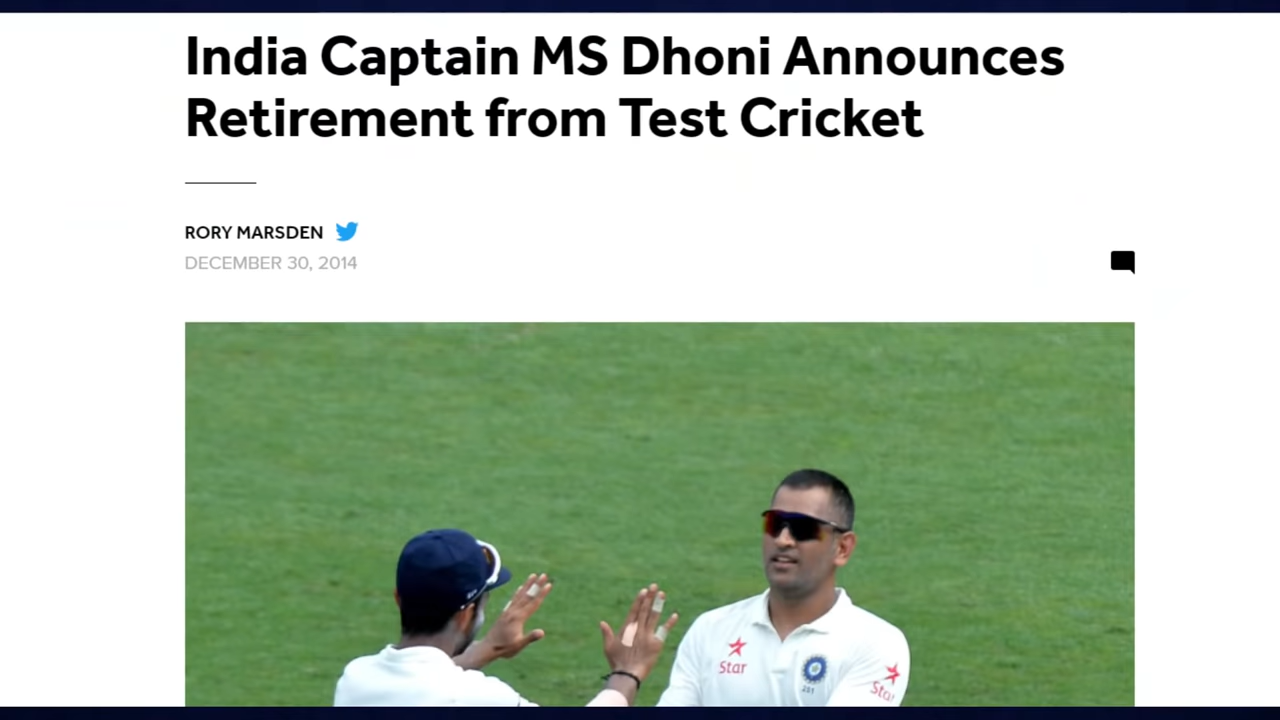 India Captain MS Dhoni Announces
Retirement from Test Cricket
RORY MARSDEN
DECEMBER 30, 2014
Star
Star